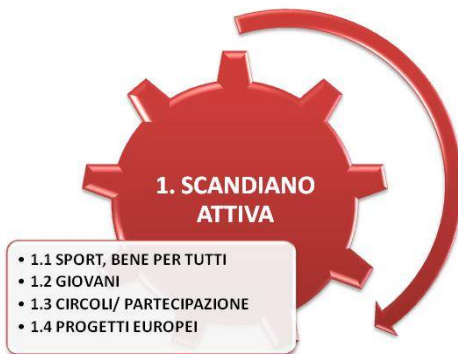 1. SCANDIANO
ATTIVA
• 1.1 SPORT, BENE PER TUTTI
• 1.2 GIOVANI
• 1.3 CIRCOLI/ PARTECIPAZIONE
• 1.4 PROGETTI EUROPEI